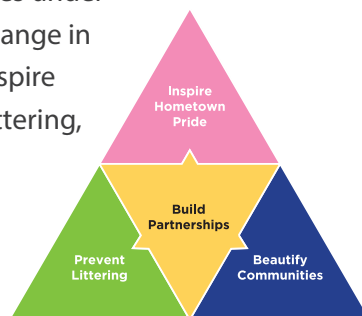 ange in
spire
ttering,
Inspire
Hometown
Pride
Build
Partnerships
Prevent
Littering
Beautify
Communities